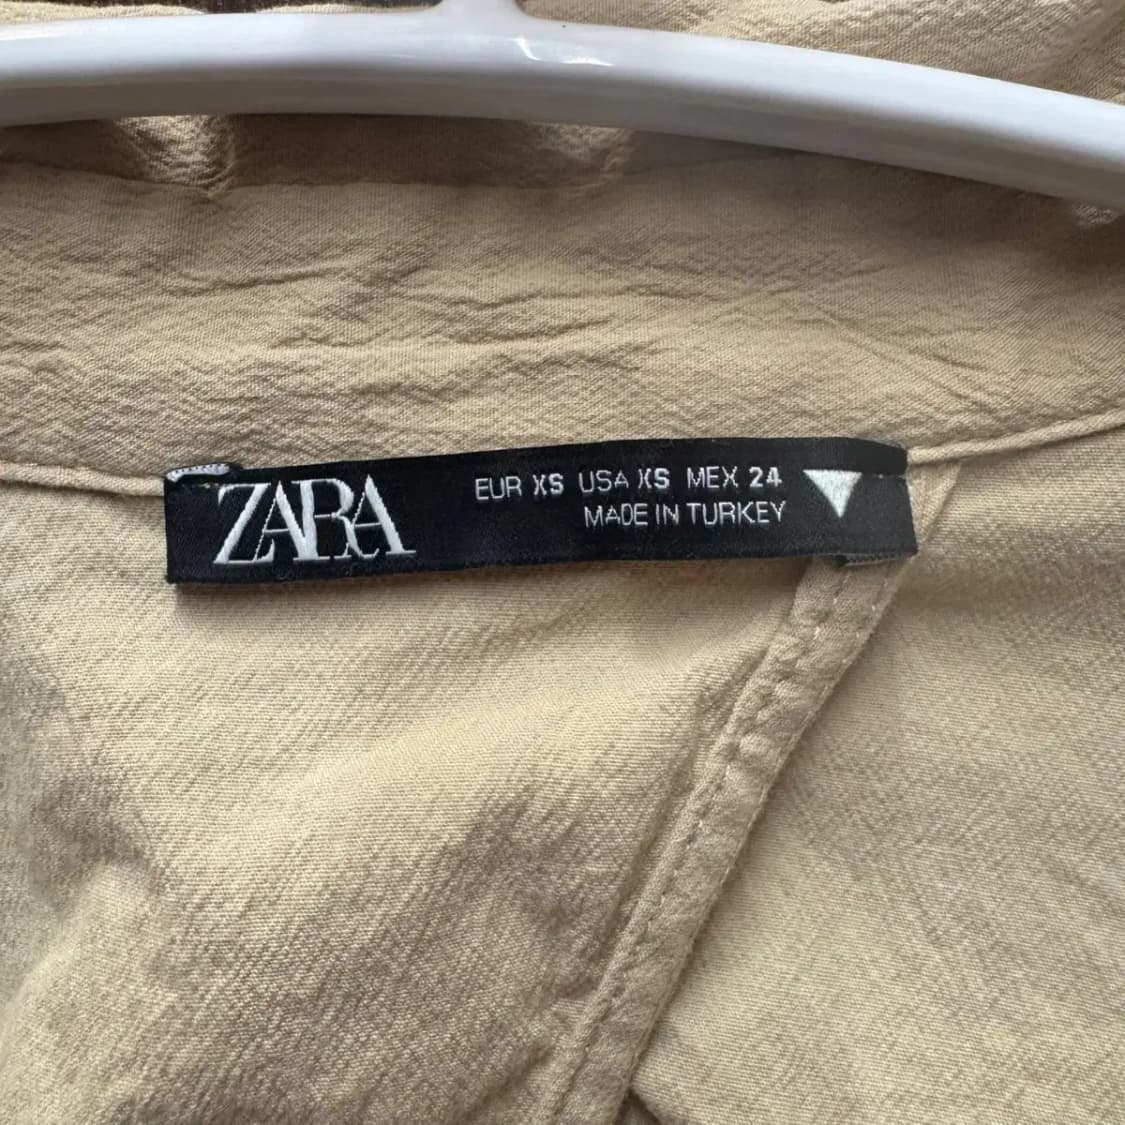 ZARA
EUR XS USA XS MEX 24
MADE IN TURKEY